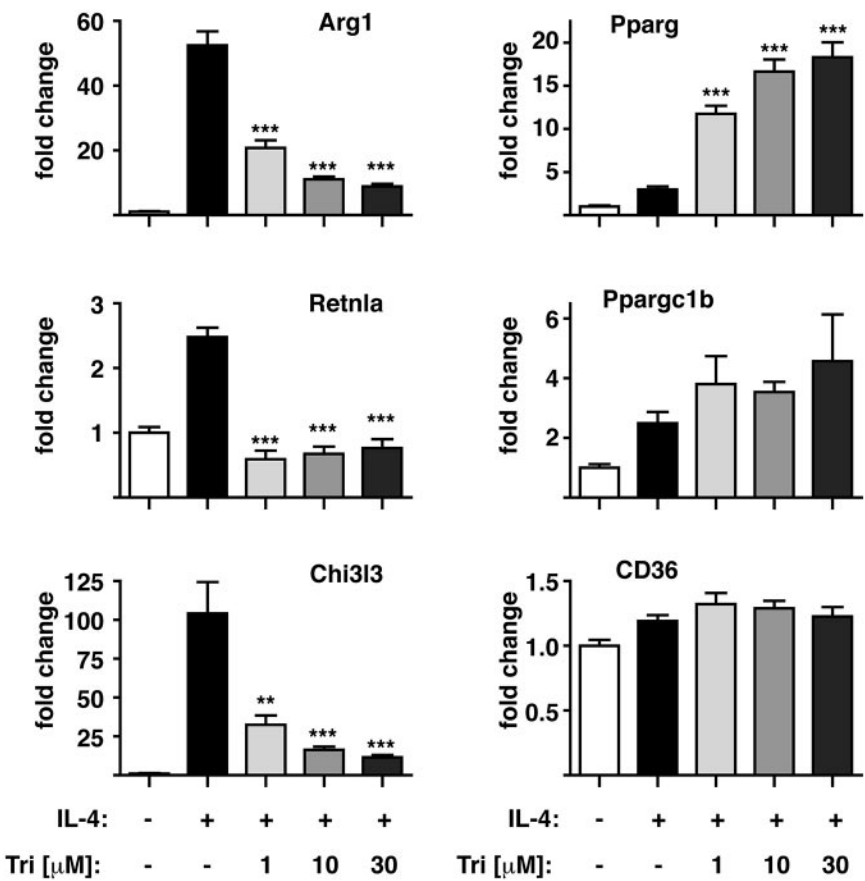 Arg1
fold change
60
40
20
***
***
***
Pparg
fold change
20
15
10
5
***
***
***
Retnla
fold change
3
2
1
***
***
***
Ppargc1b
fold change
6
4
2
Chi3l3
fold change
125
100
75
50
25
**
***
***
CD36
fold change
1.5
1.0
0.5
IL-4: - + + + +
Tri [μM]: - - 1 10 30
IL-4: - + + + +
Tri [μM]: - - 1 10 30